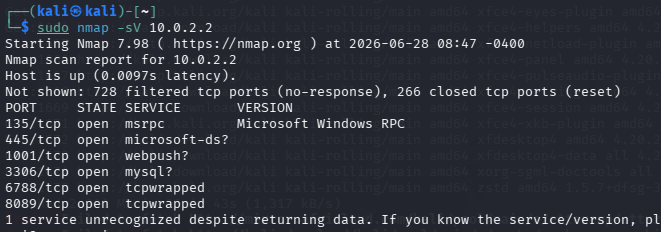 ┌──(kali㉿kali)-[~]
└─$ sudo nmap -sV 10.0.2.2
Starting Nmap 7.98 ( https://nmap.org ) at 2026-06-28 08:47 -0400
Nmap scan report for 10.0.2.2
Host is up (0.0097s latency).
Not shown: 728 filtered tcp ports (no-response), 266 closed tcp ports (reset)
PORT     STATE SERVICE       VERSION
135/tcp  open  msrpc         Microsoft Windows RPC
445/tcp  open  microsoft-ds?
1001/tcp open  webpush?
3306/tcp open  mysql?
6788/tcp open  tcpwrapped
8089/tcp open  tcpwrapped
1 service unrecognized despite returning data. If you know the service/version, pl